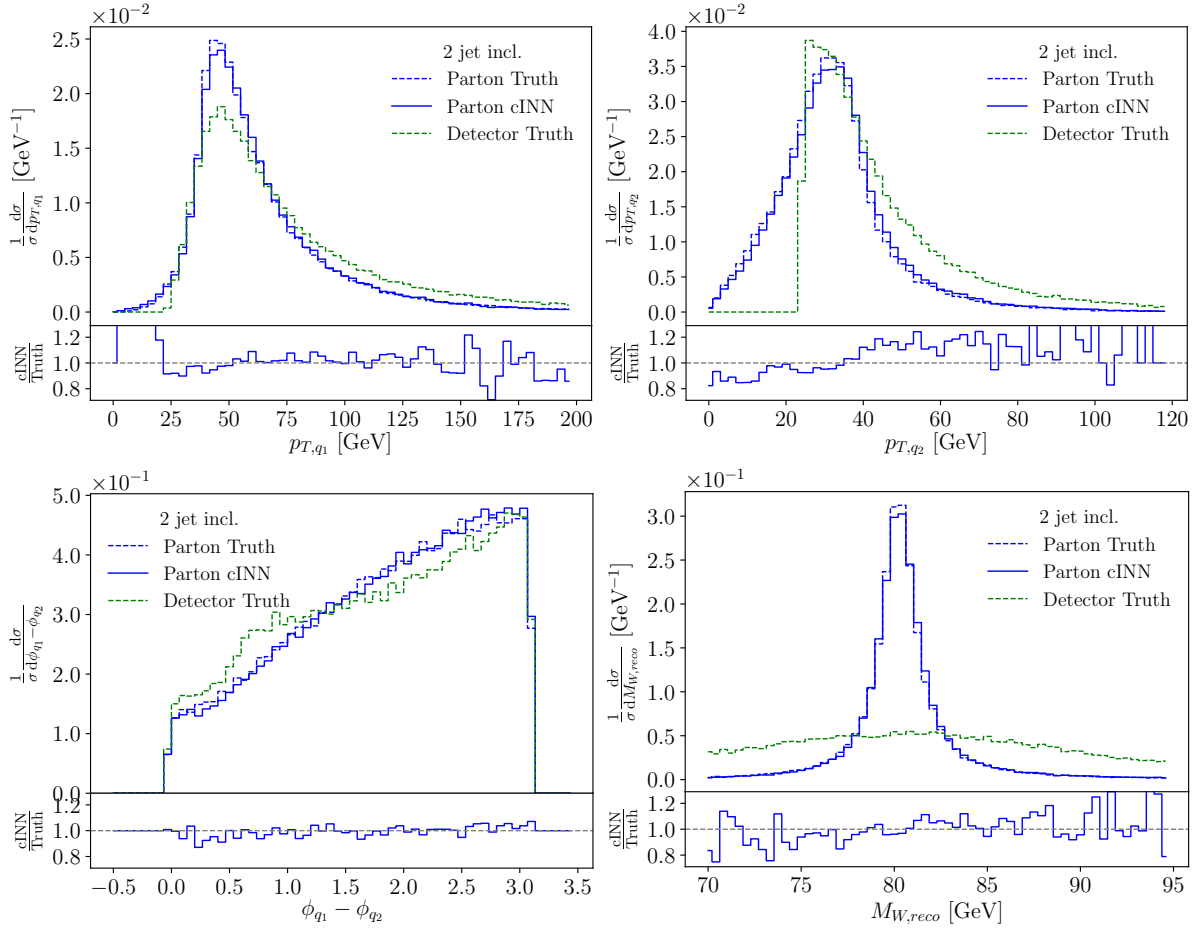 ×10⁻²
2.5
2.0
1.5
1.0
0.5
0.0
1/σ dσ/dp_{T,q₁} [GeV⁻¹]
2 jet incl.
Parton Truth
Parton cINN
Detector Truth
1.2
1.0
0.8
cINN/Truth
0 25 50 75 100 125 150 175 200
p_{T,q₁} [GeV]
×10⁻²
4.0
3.0
2.0
1.0
0.0
1/σ dσ/dp_{T,q₂} [GeV⁻¹]
2 jet incl.
Parton Truth
Parton cINN
Detector Truth
1.2
1.0
0.8
cINN/Truth
0 20 40 60 80 100 120
p_{T,q₂} [GeV]
×10⁻¹
5.0
4.0
3.0
2.0
1.0
0.0
1/σ dσ/dϕ_{q₁}−ϕ_{q₂}
2 jet incl.
Parton Truth
Parton cINN
Detector Truth
1.2
1.0
0.8
cINN/Truth
−0.5 0.0 0.5 1.0 1.5 2.0 2.5 3.0 3.5
ϕ_{q₁} − ϕ_{q₂}
×10⁻¹
3.0
2.5
2.0
1.5
1.0
0.5
0.0
1/σ dσ/dM_{W,reco} [GeV⁻¹]
2 jet incl.
Parton Truth
Parton cINN
Detector Truth
1.2
1.0
0.8
cINN/Truth
70 75 80 85 90 95
M_{W,reco} [GeV]